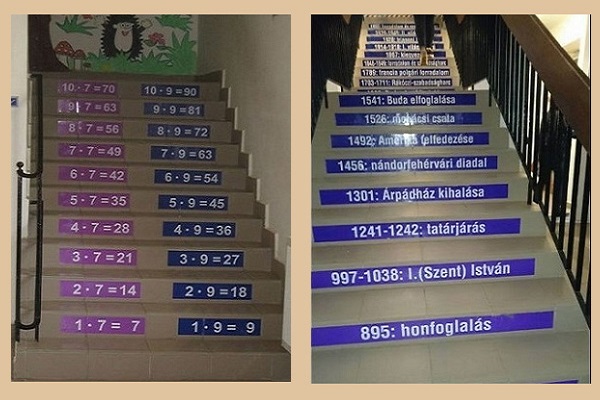 10 · 7 = 70 10 · 9 = 90
9 · 7 = 63 9 · 9 = 81
8 · 7 = 56 8 · 9 = 72
7 · 7 = 49 7 · 9 = 63
6 · 7 = 42 6 · 9 = 54
5 · 7 = 35 5 · 9 = 45
4 · 7 = 28 4 · 9 = 36
3 · 7 = 21 3 · 9 = 27
2 · 7 = 14 2 · 9 = 18
1 · 7 = 7 1 · 9 = 9
1789: francia polgári forradalom
1703-1711: Rákóczi-szabadságharc
1541: Buda elfoglalása
1526: mohácsi csata
1492: Amerika felfedezése
1456: nándorfehérvári diadal
1301: Árpádház kihalása
1241-1242: tatárjárás
997-1038: I.(Szent) István
895: honfoglalás